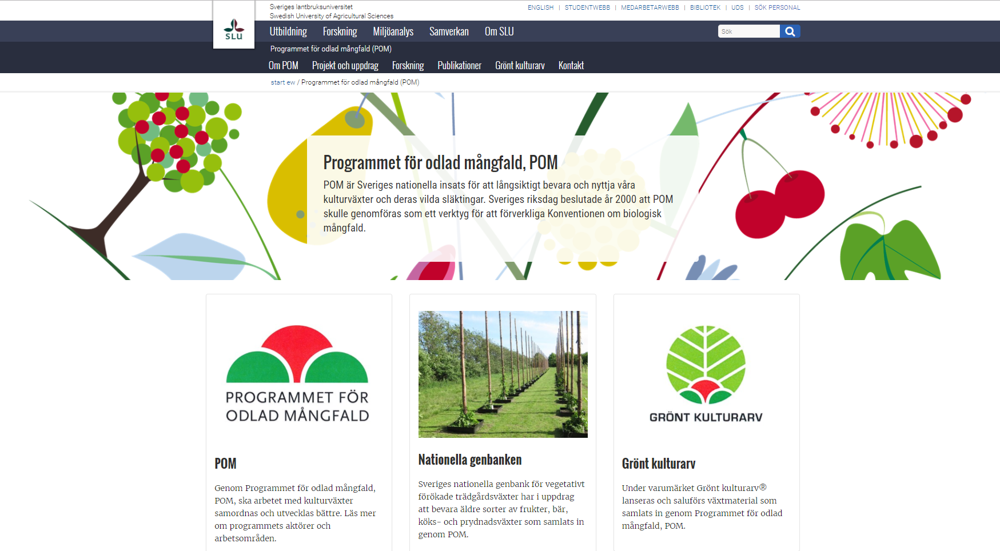 Sveriges lantbruksuniversitet
Swedish University of Agricultural Sciences
ENGLISH | STUDENTWEBB | MEDARBETARWEBB | BIBLIOTEK | UDS | SÖK PERSONAL
SLU
Utbildning Forskning Miljöanalys Samverkan Om SLU
Sök
Programmet för odlad mångfald (POM)
Om POM Projekt och uppdrag Forskning Publikationer Grönt kulturarv Kontakt
start ew / Programmet för odlad mångfald (POM)
Programmet för odlad mångfald, POM
POM är Sveriges nationella insats för att långsiktigt bevara och nyttja våra
kulturväxter och deras vilda släktingar. Sveriges riksdag beslutade år 2000 att POM
skulle genomföras som ett verktyg för att förverkliga Konventionen om biologisk
mångfald.
PROGRAMMET FÖR
ODLAD MÅNGFALD
POM
Genom Programmet för odlad mångfald,
POM, ska arbetet med kulturväxter
samordnas och utvecklas bättre. Läs mer
om programmets aktörer och
arbetsområden.
Nationella genbanken
Sveriges nationella genbank för vegetativt
förökade trädgårdsväxter har i uppdrag
att bevara äldre sorter av frukter, bär,
köks- och prydnadsväxter som samlats in
genom POM.
GRÖNT KULTURARV
Grönt kulturarv
Under varumärket Grönt kulturarv®
lanseras och saluförs växtmaterial som
samlats in genom Programmet för odlad
mångfald, POM.